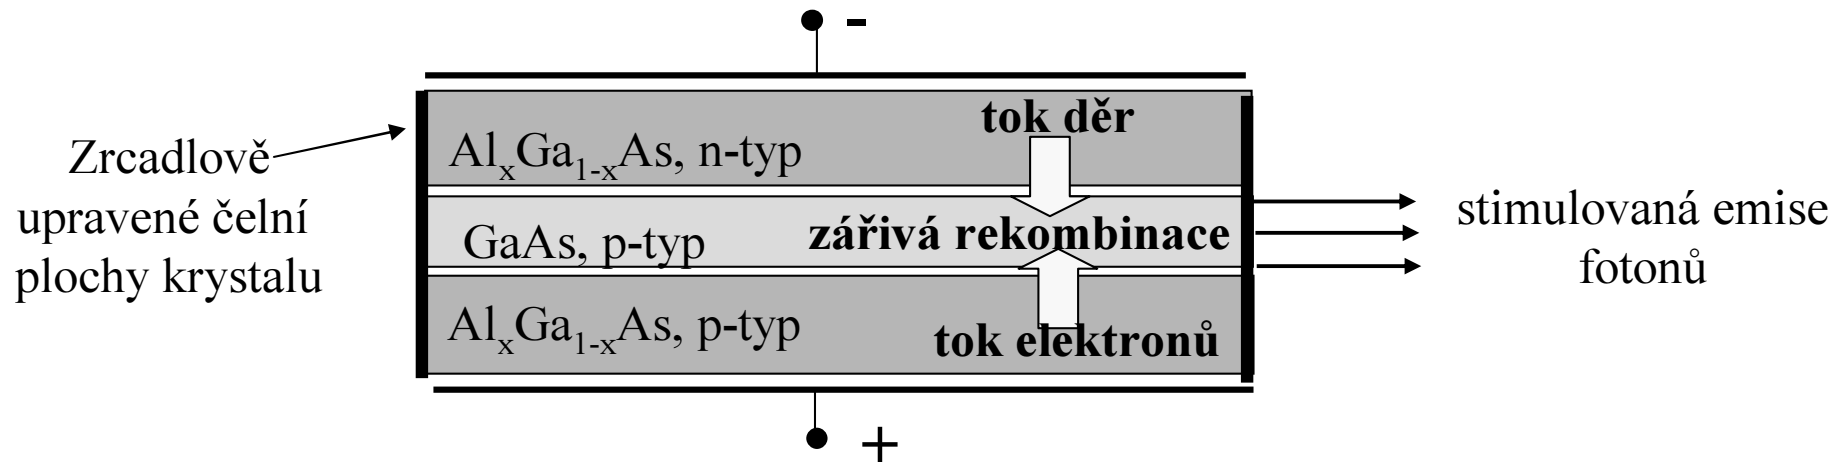 -
tok děr
Zrcadlově
upravené čelní
plochy krystalu
AlₓGa₁₋ₓAs, n-typ
GaAs, p-typ
zářivá rekombinace
AlₓGa₁₋ₓAs, p-typ
tok elektronů
stimulovaná emise
fotonů
+